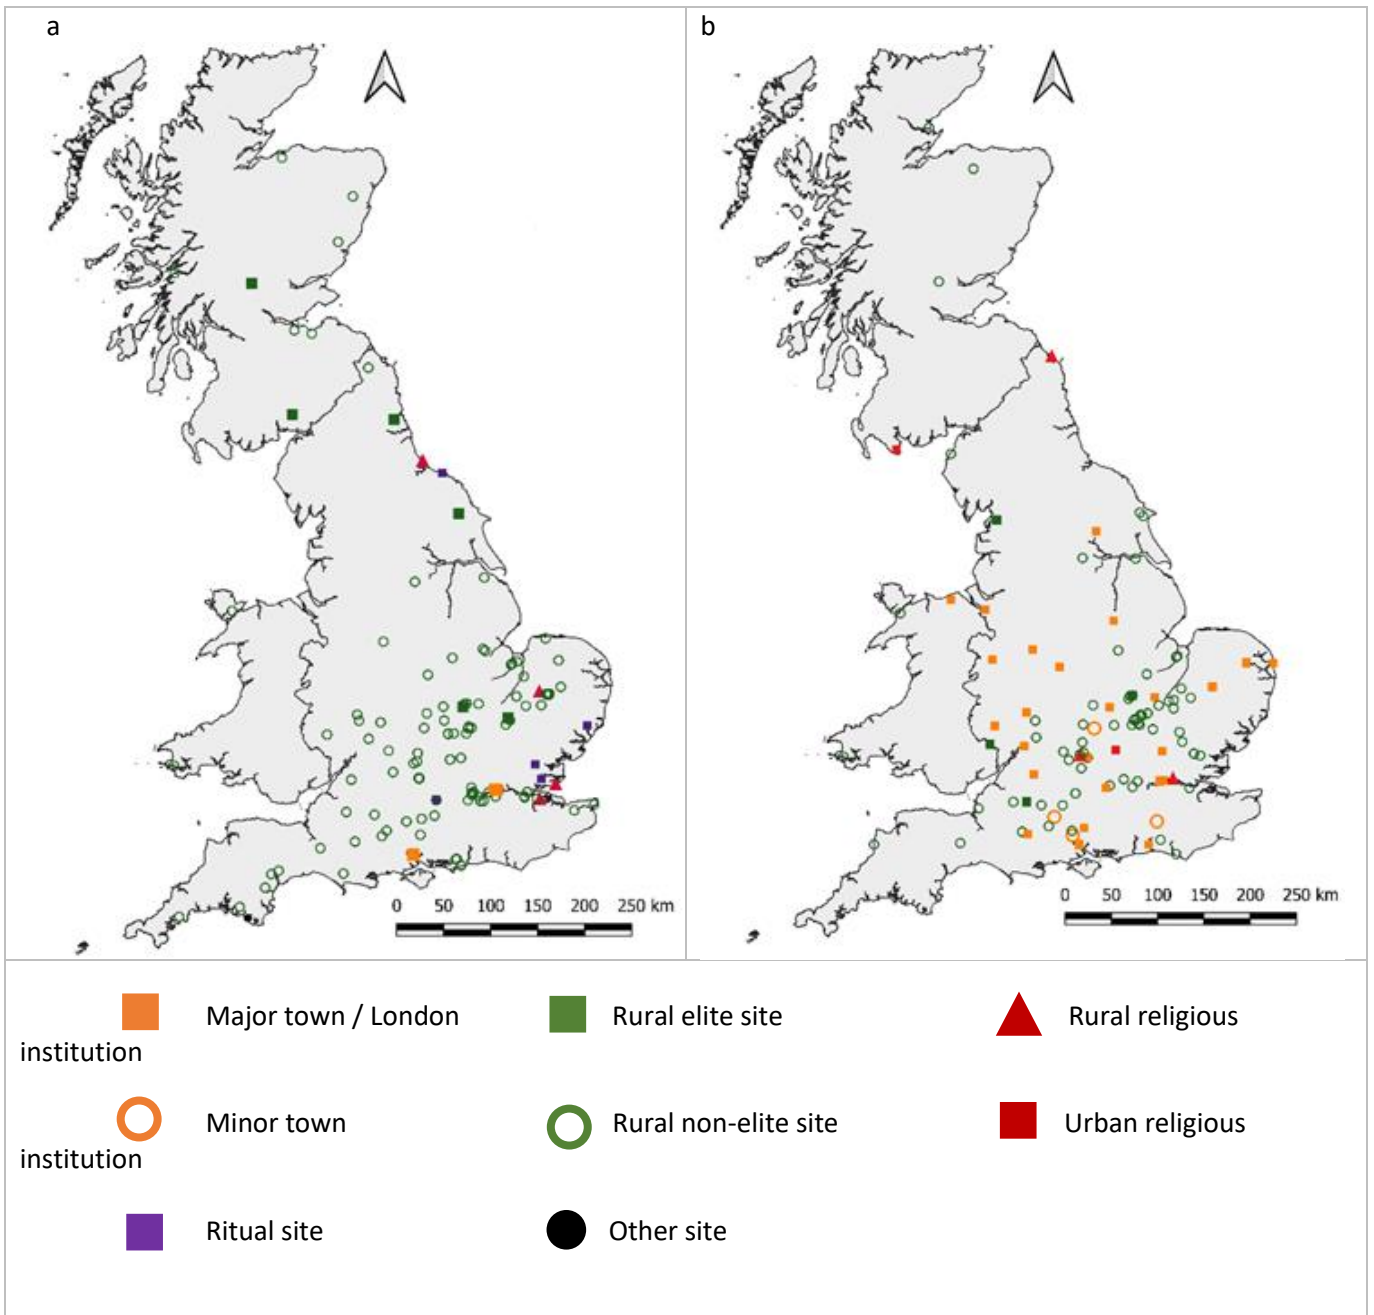 a
b
0 50 100 150 200 250 km
0 50 100 150 200 250 km
Major town / London Rural elite site Rural religious
institution
Minor town Rural non-elite site Urban religious
institution
Ritual site Other site